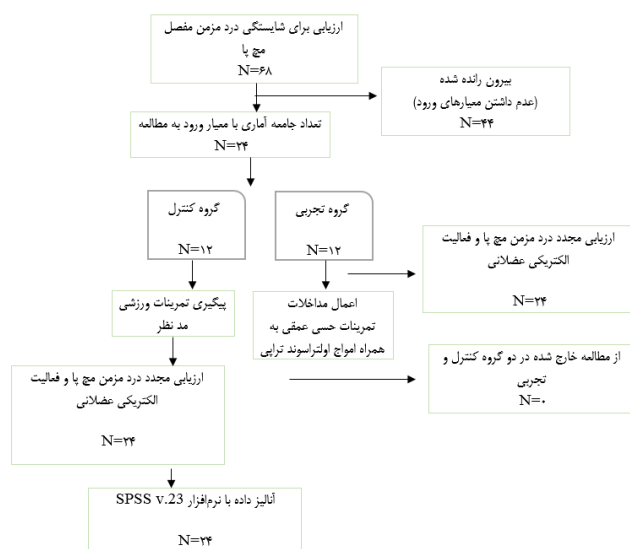 ارزیابی برای شایستگی درد مزمن مفصل
مچ پا
N=۶۸
بیرون رانده شده
(عدم داشتن معیارهای ورود)
N=۴۴
تعداد جامعه آماری با معیار ورود به مطالعه
N=۲۴
گروه تجربی
N=۱۲
گروه کنترل
N=۱۲
ارزیابی مجدد درد مزمن مچ پا و فعالیت
الکتریکی عضلانی
N=۲۴
اعمال مداخلات
تمرینات حسی عمقی به
همراه امواج اولتراسوند تراپی
پیگیری تمرینات ورزشی
مد نظر
از مطالعه خارج شده در دو گروه کنترل و
تجربی
N=۰
ارزیابی مجدد درد مزمن مچ پا و فعالیت
الکتریکی عضلانی
N=۲۴
آنالیز داده با نرم‌افزار SPSS v.23
N=۲۴